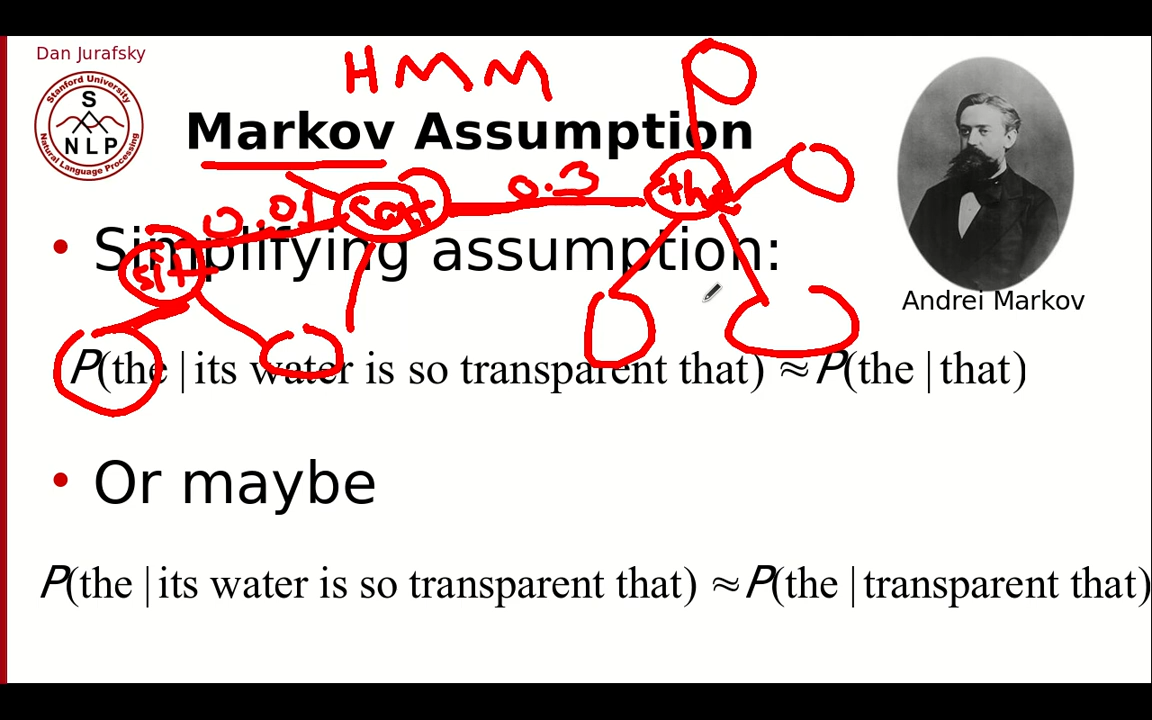 Dan Jurafsky
HMM
Stanford University
S
NLP
Natural Language Processing
Markov Assumption
0.3
the
0.01
sit
• Simplifying assumption:
Andrei Markov
P(the | its water is so transparent that) ≈ P(the | that)
• Or maybe
P(the | its water is so transparent that) ≈ P(the | transparent that)